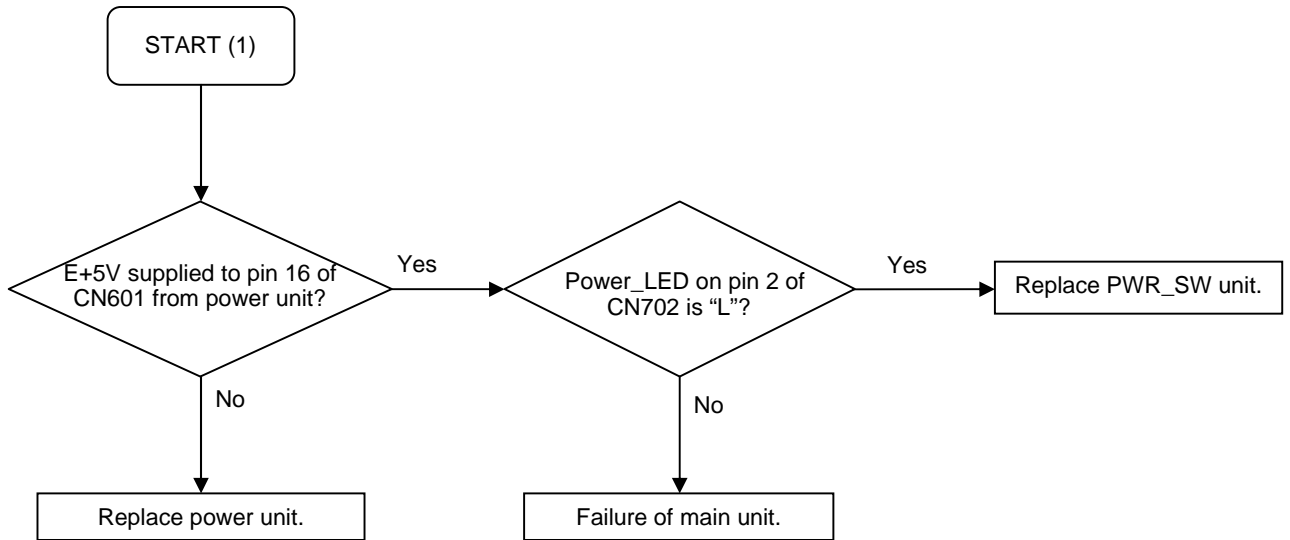 START (1)
E+5V supplied to pin 16 of
CN601 from power unit?
Yes
Power_LED on pin 2 of
CN702 is “L”?
Yes
Replace PWR_SW unit.
No
No
Replace power unit.
Failure of main unit.